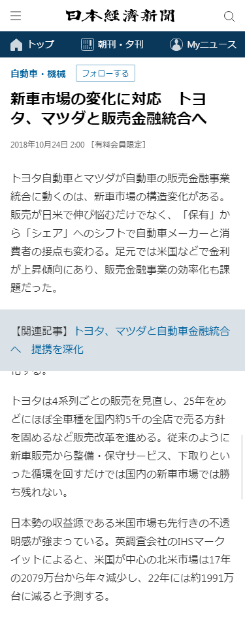 日本経済新聞
トップ
朝刊・夕刊
Myニュース
自動車・機械
フォローする
新車市場の変化に対応　トヨ
タ、マツダと販売金融統合へ
2018年10月24日 2:00 [有料会員限定]
トヨタ自動車とマツダが自動車の販売金融事業
統合に動くのは、新車市場の構造変化がある。
販売が日米で伸び悩むだけでなく、「保有」か
ら「シェア」へのシフトで自動車メーカーと消
費者の接点も変わる。足元では米国などで金利
が上昇傾向にあり、販売金融事業の効率化も課
題だった。
【関連記事】トヨタ、マツダと自動車金融統合
へ　提携を深化
化する。
トヨタは4系列ごとの販売を見直し、25年をめ
どにほぼ全車種を国内約5千の全店で売る方針
を固めるなど販売改革を進める。従来のように
新車販売から整備・保守サービス、下取りとい
った循環を回すだけでは国内の新車市場では勝
ち残れない。
日本勢の収益源である米国市場も先行きの不透
明感が強まっている。英調査会社のIHSマーク
イットによると、米国が中心の北米市場は17年
の2079万台から年々減少し、22年には約1991万
台に減ると予測する。